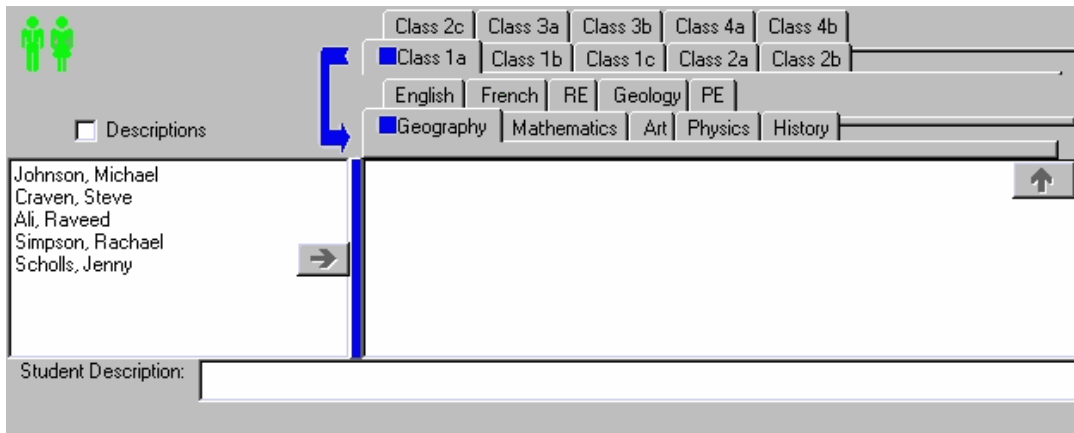 Class 2c Class 3a Class 3b Class 4a Class 4b
Class 1a Class 1b Class 1c Class 2a Class 2b
English French RE Geology PE
Descriptions
Geography Mathematics Art Physics History
Johnson, Michael
Craven, Steve
Ali, Raveed
Simpson, Rachael
Scholls, Jenny
Student Description: